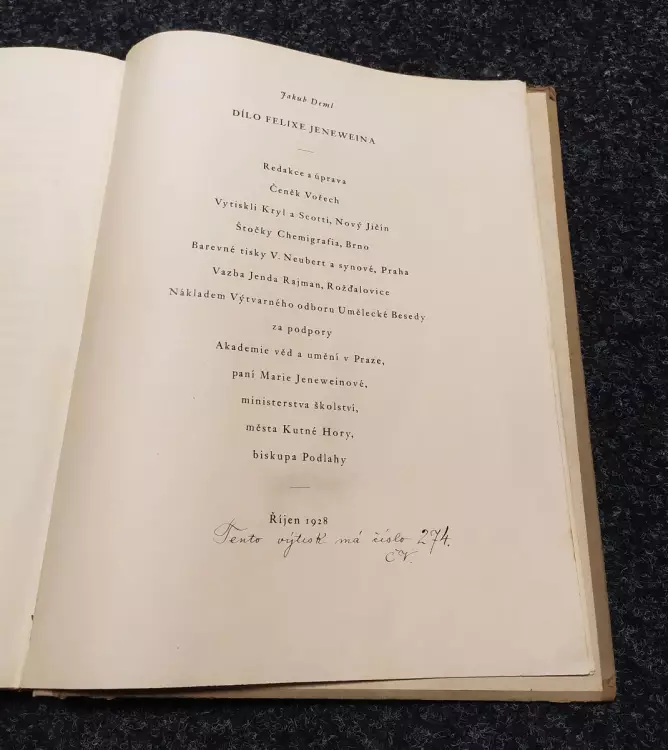 Jakub Deml
DÍLO FELIXE JENEWEINA
Redakce a úprava
Čeněk Vořech
Vytiskli Kryl a Scotti, Nový Jičín
Štočky Chemigrafia, Brno
Barevné tisky V. Neubert a synové, Praha
Vazba Jenda Rajman, Rožďalovice
Nákladem Výtvarného odboru Umělecké Besedy
za podpory
Akademie věd a umění v Praze,
paní Marie Jeneweinové,
ministerstva školství,
města Kutné Hory,
biskupa Podlahy
Říjen 1928
Tento výtisk má číslo 274.
ČV.